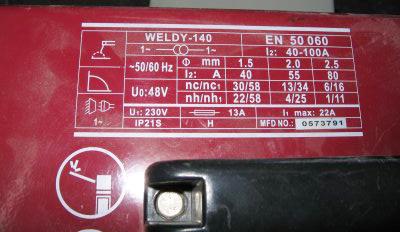 WELDY-140 EN 50 060
1~ 1~ I₂: 40-100A
~50/60 Hz Φ mm 1.5 2.0 2.5
I₂: A 40 55 80
U₀: 48V nc/nc₁ 30/58 13/34 6/16
nh/nh₁ 22/58 4/25 1/11
1~ U₁: 230V 13A I₁ max: 22A
IP21S H MFD NO.: 0573791